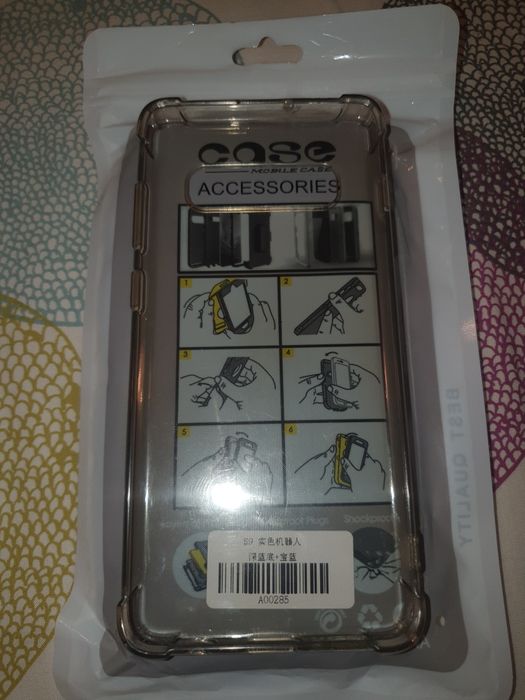 case
MOBILE CASE
ACCESSORIES
1
2
3
4
5
6
Plugs
Shockproof
S9 实色机器人
深蓝底+宝蓝
A00285
BEST QUALITY